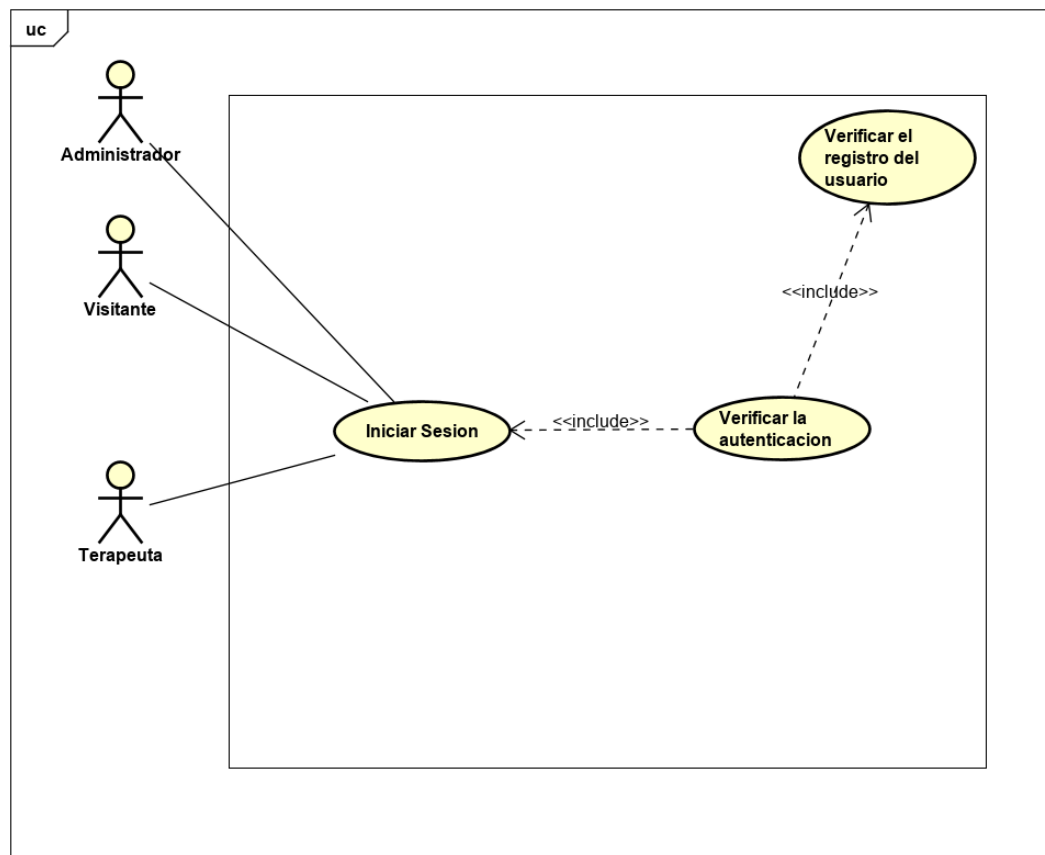 uc
Administrador
Verificar el
registro del
usuario
Visitante
<<include>>
Iniciar Sesion
<<include>>
Verificar la
autenticacion
Terapeuta